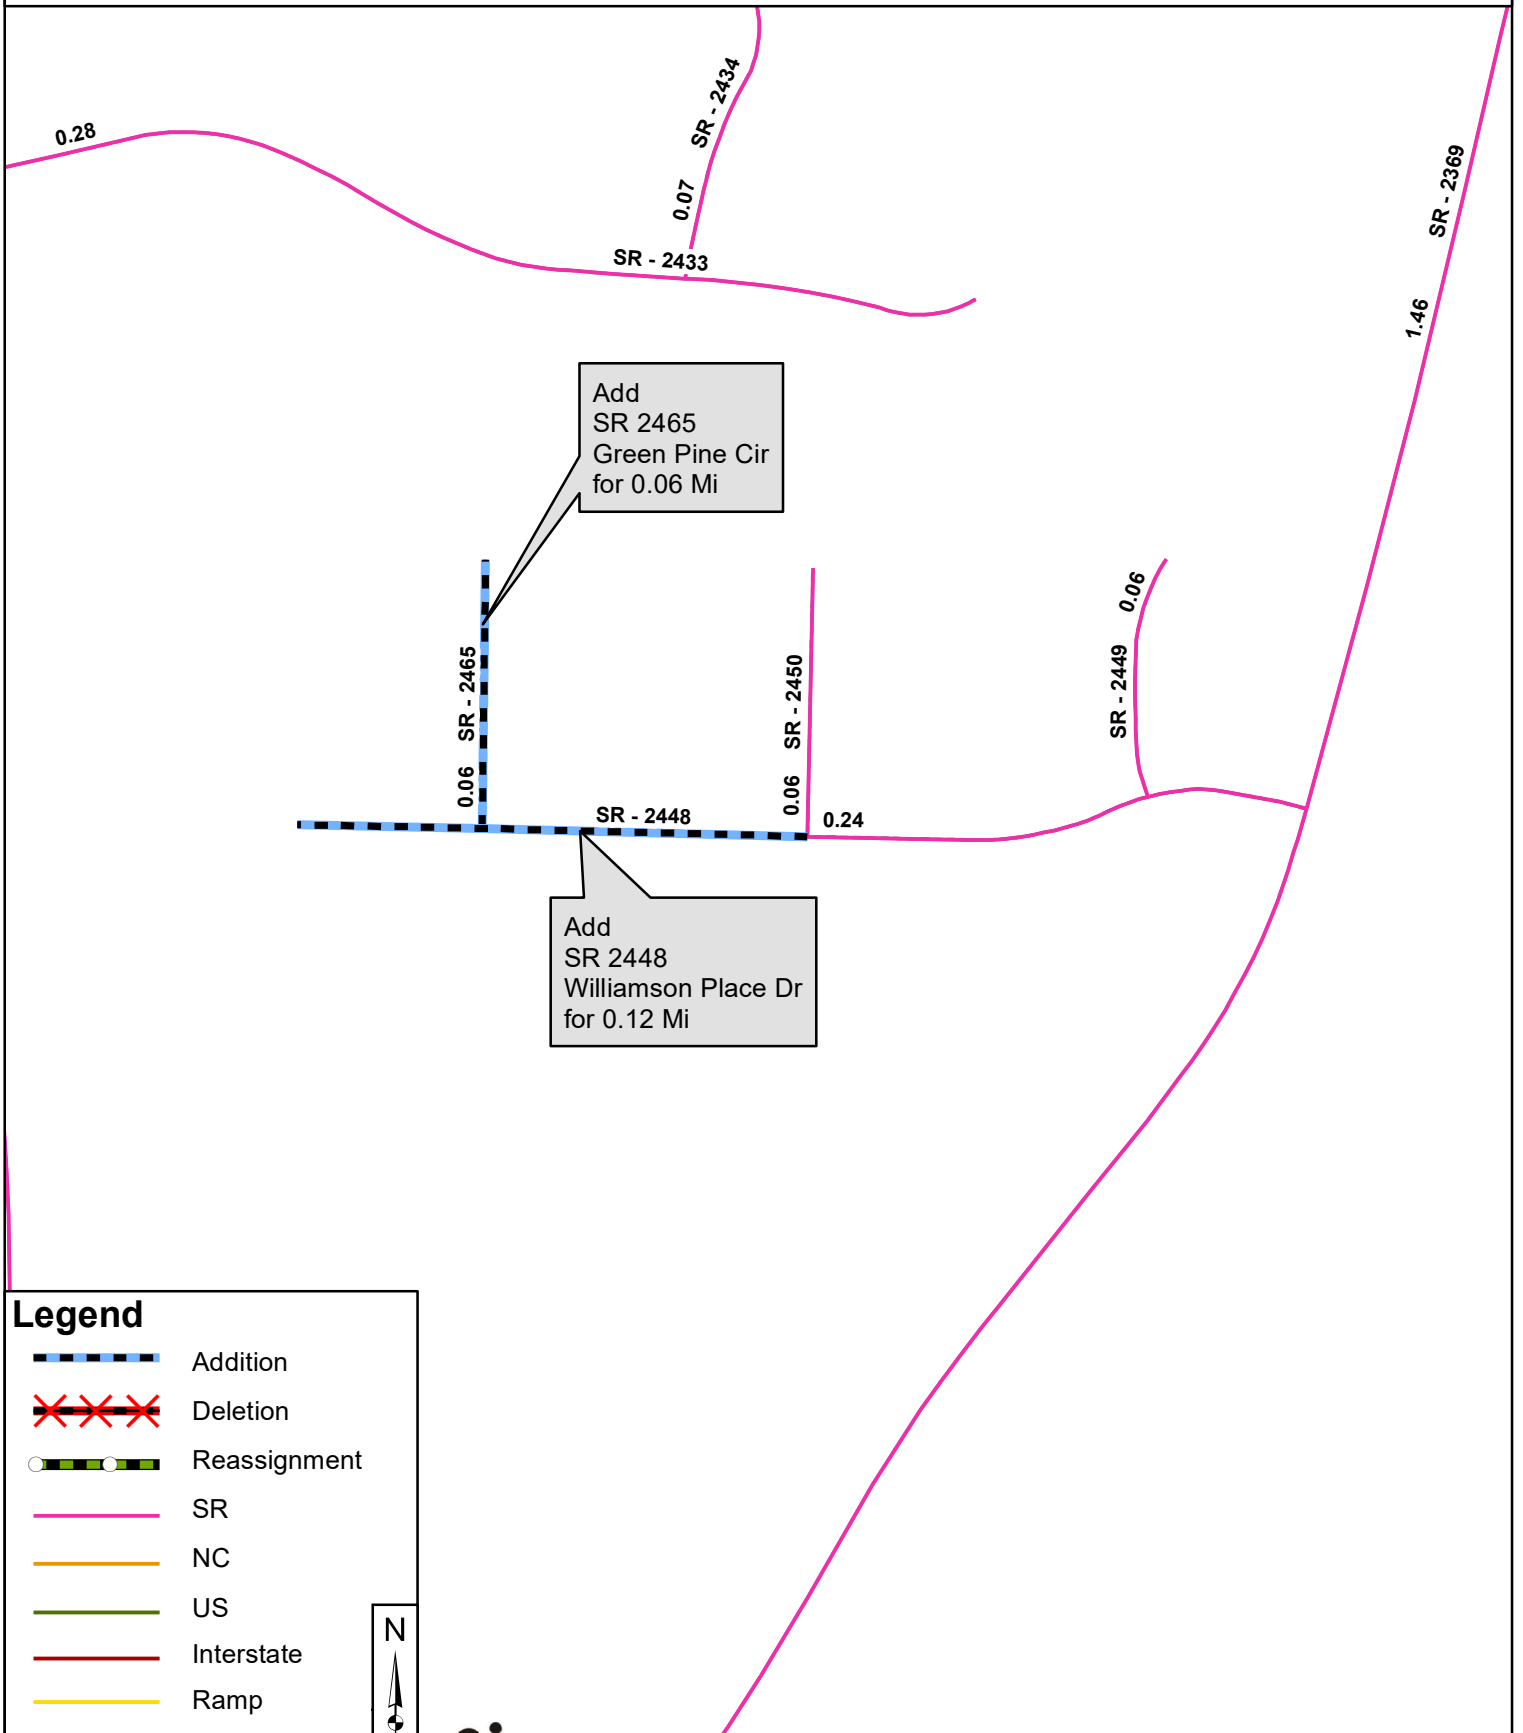 SR - 2434
0.28
SR - 2369
0.07
SR - 2433
1.46
Add
SR 2465
Green Pine Cir
for 0.06 Mi
0.06
SR - 2465
SR - 2450
SR - 2449
0.06
0.06
SR - 2448
0.24
Add
SR 2448
Williamson Place Dr
for 0.12 Mi
Legend
Addition
Deletion
Reassignment
SR
NC
US
Interstate
Ramp
N